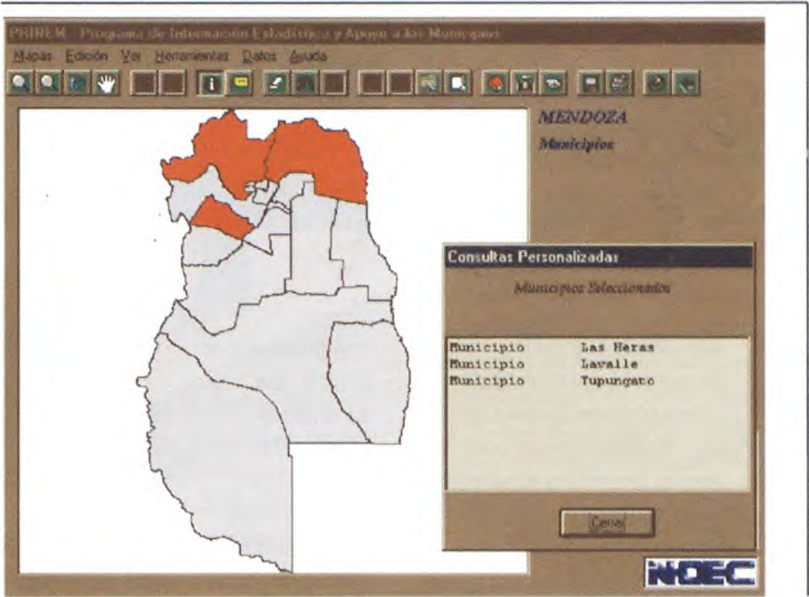 PRINEM - Programa de Información Estadística y Apoyo a los Municipios
Mapas Edición Ver Herramientas Datos Ayuda
MENDOZA
Municipios
Consultas Personalizadas
Municipios Seleccionados
Municipio Las Heras
Municipio Lavalle
Municipio Tupungato
Cerrar
INDEC